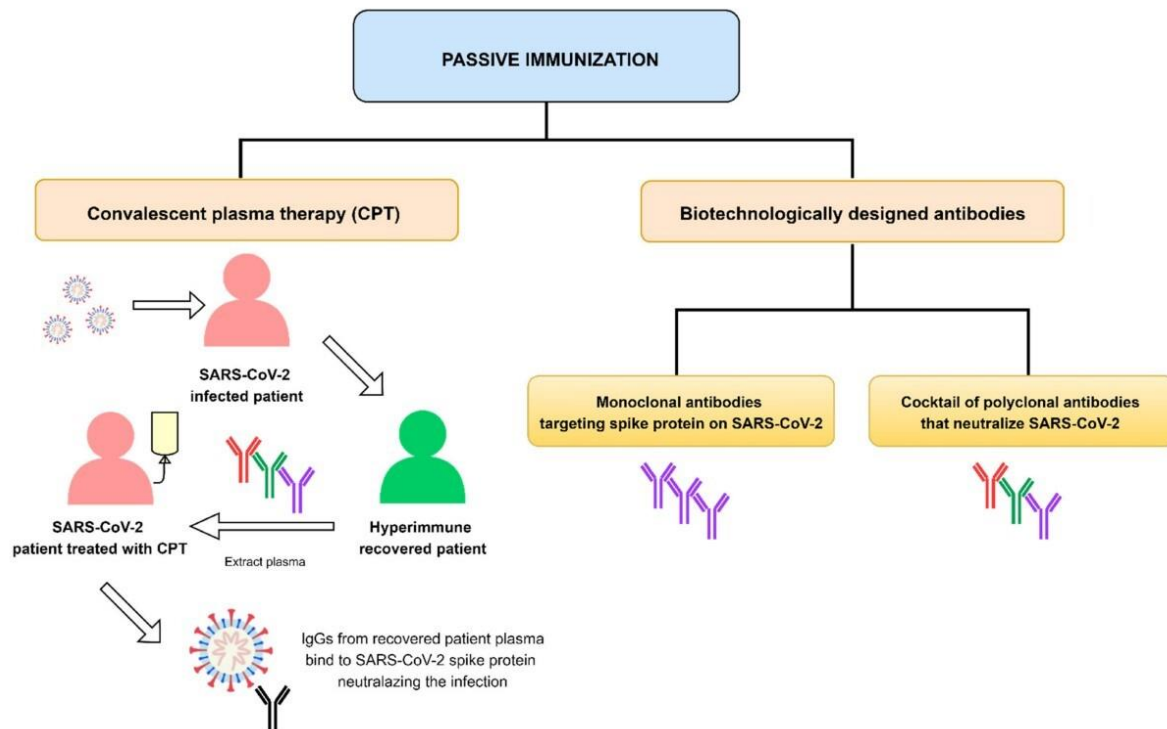 PASSIVE IMMUNIZATION
Convalescent plasma therapy (CPT)
SARS-CoV-2
infected patient
Hyperimmune
recovered patient
Extract plasma
SARS-CoV-2
patient treated with CPT
IgGs from recovered patient plasma
bind to SARS-CoV-2 spike protein
neutralazing the infection
Biotechnologically designed antibodies
Monoclonal antibodies
targeting spike protein on SARS-CoV-2
Cocktail of polyclonal antibodies
that neutralize SARS-CoV-2